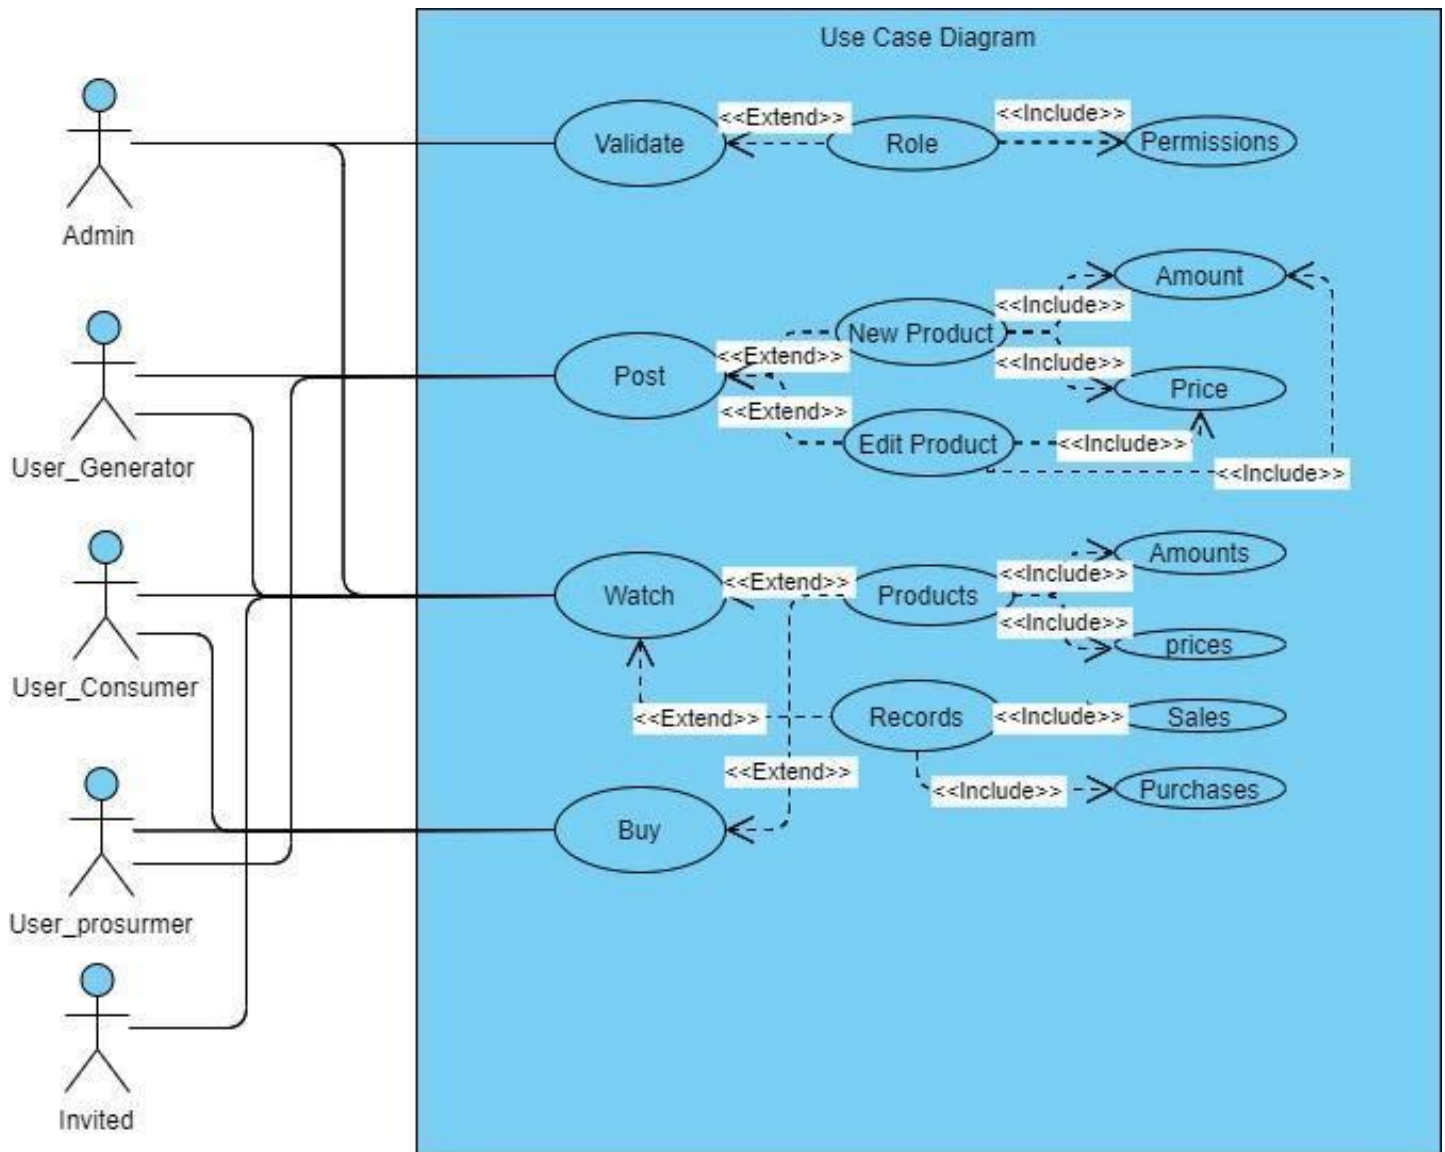 Use Case Diagram
Admin
Validate
<<Extend>>
Role
<<Include>>
Permissions
User_Generator
Post
<<Extend>>
New Product
<<Include>>
Amount
<<Include>>
Price
<<Extend>>
Edit Product
<<Include>>
<<Include>>
User_Consumer
Watch
<<Extend>>
Products
<<Include>>
Amounts
<<Include>>
prices
<<Extend>>
Records
<<Include>>
Sales
<<Extend>>
<<Include>>
Purchases
User_prosurmer
Buy
Invited